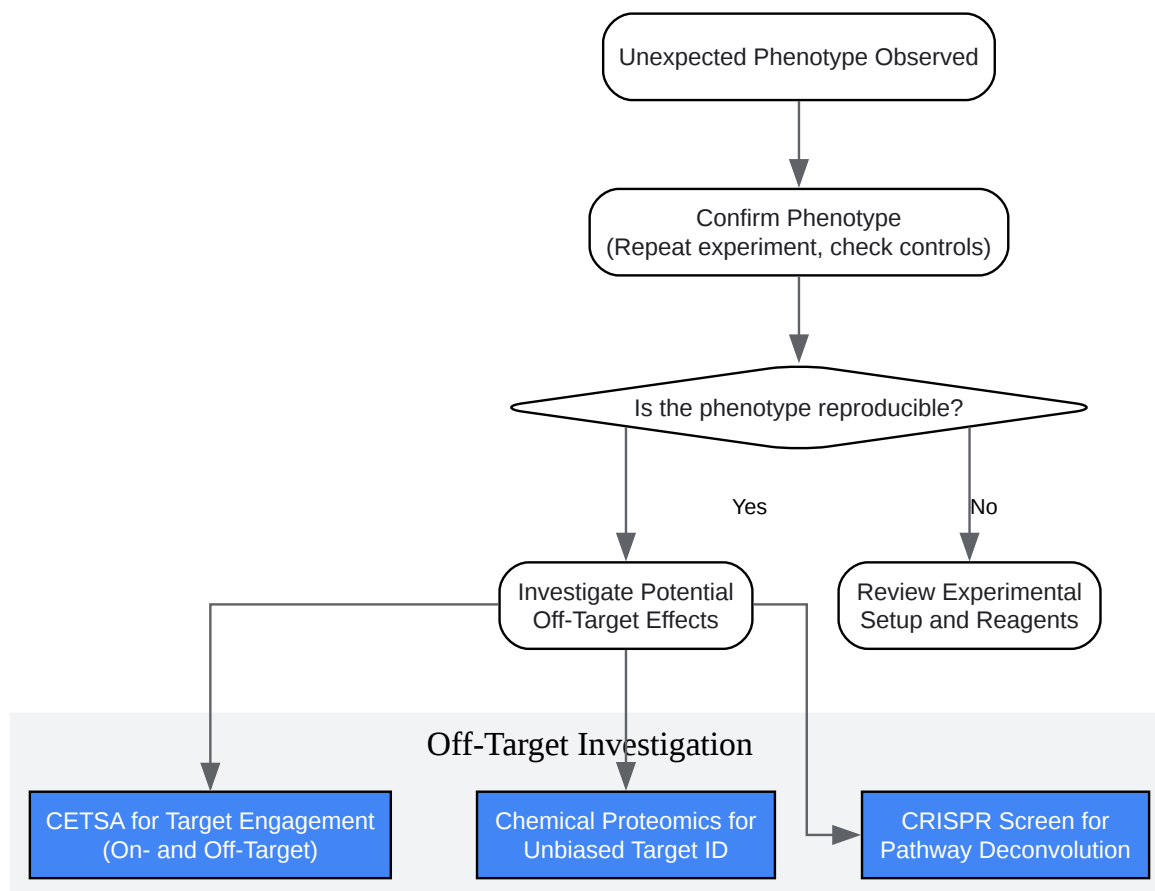 Unexpected Phenotype Observed
Confirm Phenotype
(Repeat experiment, check controls)
Is the phenotype reproducible?
Yes
No
Investigate Potential
Off-Target Effects
Review Experimental
Setup and Reagents
Off-Target Investigation
CETSA for Target Engagement
(On- and Off-Target)
Chemical Proteomics for
Unbiased Target ID
CRISPR Screen for
Pathway Deconvolution